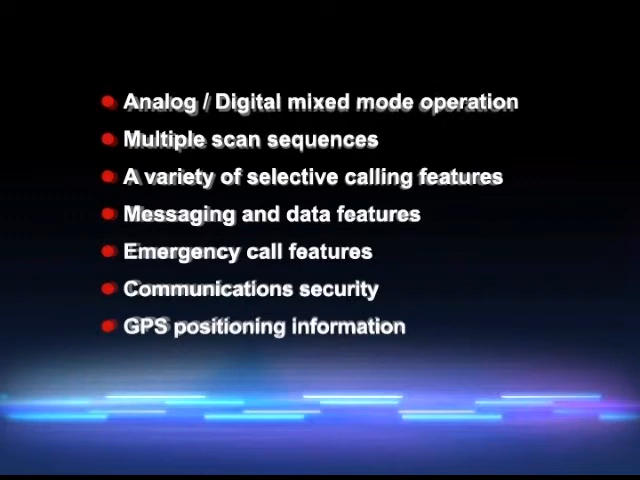 Analog / Digital mixed mode operation
Multiple scan sequences
A variety of selective calling features
Messaging and data features
Emergency call features
Communications security
GPS positioning information